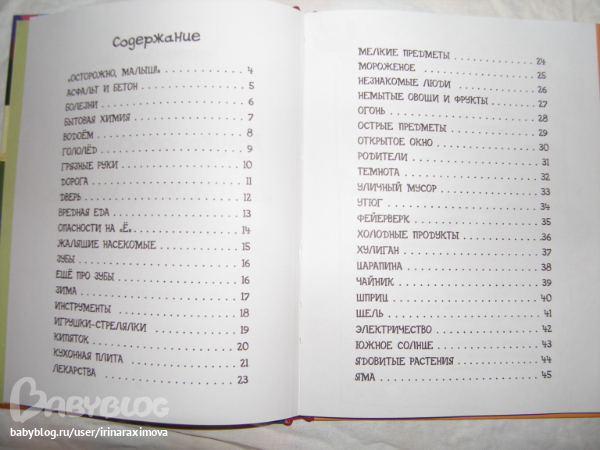 Содержание
„ОСТОРОЖНО, МАЛЫШ!“ 4
АСФАЛЬТ И БЕТОН 5
БОЛЕЗНИ 6
БЫТОВАЯ ХИМИЯ 7
ВОДОЁМ 8
ГОЛОЛЁД 9
ГРЯЗНЫЕ РУКИ 10
ДОРОГА 11
ДВЕРЬ 12
ВРЕДНАЯ ЕДА 13
ОПАСНОСТИ НА „Ё“ 14
ЖАЛЯЩИЕ НАСЕКОМЫЕ 15
ЗУБЫ 16
ЕЩЁ ПРО ЗУБЫ 16
ЗИМА 17
ИНСТРУМЕНТЫ 18
ИГРУШКИ-СТРЕЛЯЛКИ 19
КИПЯТОК 20
КУХОННАЯ ПЛИТА 21
ЛЕКАРСТВА 23
МЕЛКИЕ ПРЕДМЕТЫ 24
МОРОЖЕНОЕ 25
НЕЗНАКОМЫЕ ЛЮДИ 26
НЕМЫТЫЕ ОВОЩИ И ФРУКТЫ 27
ОГОНЬ 28
ОСТРЫЕ ПРЕДМЕТЫ 29
ОТКРЫТОЕ ОКНО 30
РОДИТЕЛИ 31
ТЕМНОТА 32
УЛИЧНЫЙ МУСОР 33
УТЮГ 34
ФЕЙЕРВЕРК 35
ХОЛОДНЫЕ ПРОДУКТЫ 36
ХУЛИГАН 37
ЦАРАПИНА 38
ЧАЙНИК 39
ШПРИЦ 40
ЩЕЛЬ 41
ЭЛЕКТРИЧЕСТВО 42
ЮЖНОЕ СОЛНЦЕ 43
ЯДОВИТЫЕ РАСТЕНИЯ 44
ЯМА 45
BABYBLOG
babyblog.ru/user/irinaraximova